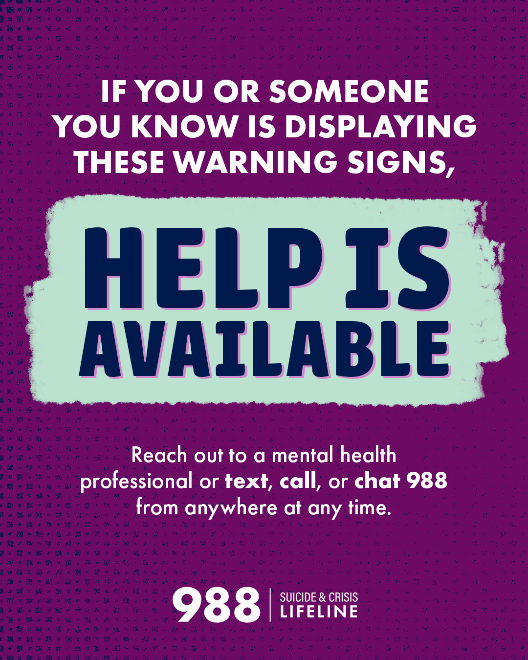 IF YOU OR SOMEONE
YOU KNOW IS DISPLAYING
THESE WARNING SIGNS,
HELP IS
AVAILABLE
Reach out to a mental health
professional or text, call, or chat 988
from anywhere at any time.
988 SUICIDE & CRISIS
LIFELINE